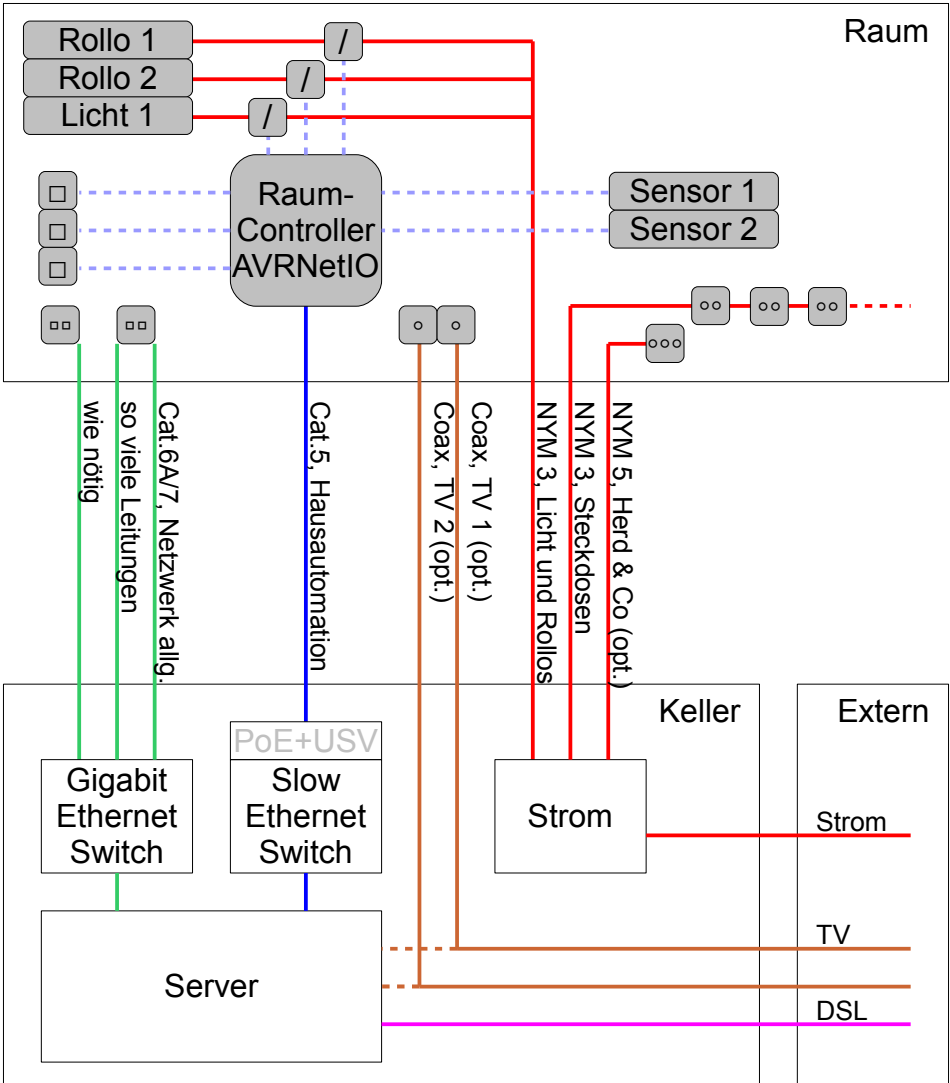 Raum
Rollo 1
/
Rollo 2
/
Licht 1
/
Raum-
Controller
AVRNetIO
Sensor 1
Sensor 2
wie nötig
so viele Leitungen
Cat.6A/7, Netzwerk allg.
Cat.5, Hausautomation
Coax, TV 2 (opt.)
Coax, TV 1 (opt.)
NYM 3, Licht und Rollos
NYM 3, Steckdosen
NYM 5, Herd & Co (opt.)
Keller
Extern
PoE+USV
Gigabit
Ethernet
Switch
Slow
Ethernet
Switch
Strom
Strom
Server
TV
DSL